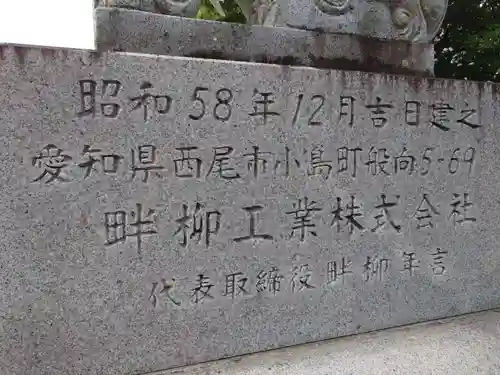 昭和58年12月吉日建之
愛知県西尾市小島町般向5-69
畔柳工業株式会社
代表取締役 畔柳年言